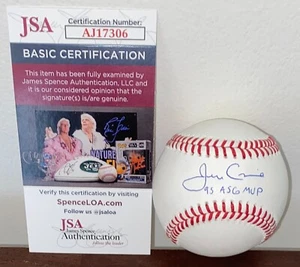 JSA
Certification Number
AJ17306
BASIC CERTIFICATION
This item has been fully examined by
James Spence Authentication, LLC and
it is our considered opinion that the
signature(s) is/are genuine.
Verify this certification by visiting
SpenceLOA.com
Follow us @jsaloa
JSA
James Spence
Authentication
95 ASG MVP